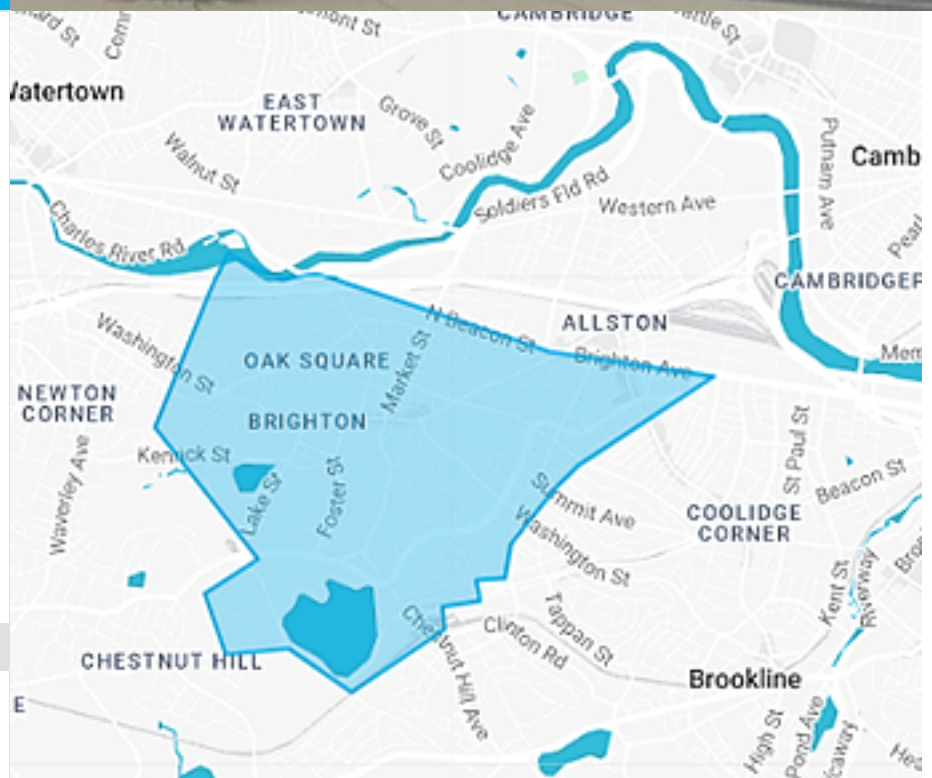 CAMBRIDGE
Watertown
EAST
WATERTOWN
Grove St
Coolidge Ave
Walnut St
Putnam Ave
Camb
Soldiers Fld Rd
Western Ave
Charles River Rd
CAMBRIDGEP
Washington St
N Beacon St
ALLSTON
OAK SQUARE
Market St
Brighton Ave
Mem
NEWTON
CORNER
BRIGHTON
Kenrick St
Waverley Ave
Lake St
Foster St
Summit Ave
St Paul St
Beacon St
COOLIDGE
CORNER
Washington St
Kent St
Riverway
Tappan St
Chestnut Hill Ave
Clinton Rd
CHESTNUT HILL
Brookline
E
High St
Pond Ave